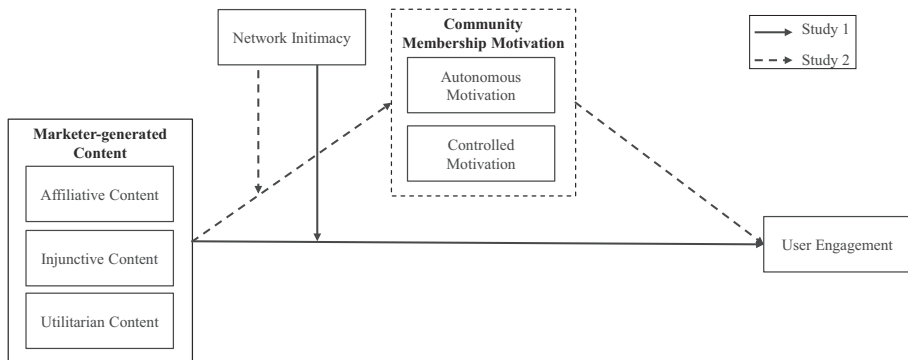 Network Initimacy
Community
Membership Motivation
Autonomous
Motivation
Controlled
Motivation
Study 1
Study 2
Marketer-generated
Content
Affiliative Content
Injunctive Content
Utilitarian Content
User Engagement